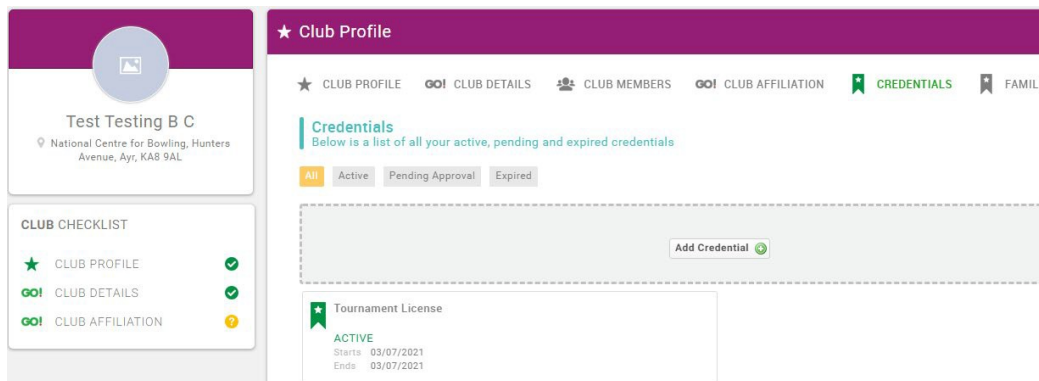 Test Testing B C
National Centre for Bowling, Hunters
Avenue, Ayr, KA8 9AL
CLUB CHECKLIST
CLUB PROFILE
GO! CLUB DETAILS
GO! CLUB AFFILIATION
Club Profile
CLUB PROFILE GO! CLUB DETAILS CLUB MEMBERS GO! CLUB AFFILIATION CREDENTIALS FAMIL
Credentials
Below is a list of all your active, pending and expired credentials
All Active Pending Approval Expired
Add Credential
Tournament License
ACTIVE
Starts 03/07/2021
Ends 03/07/2021